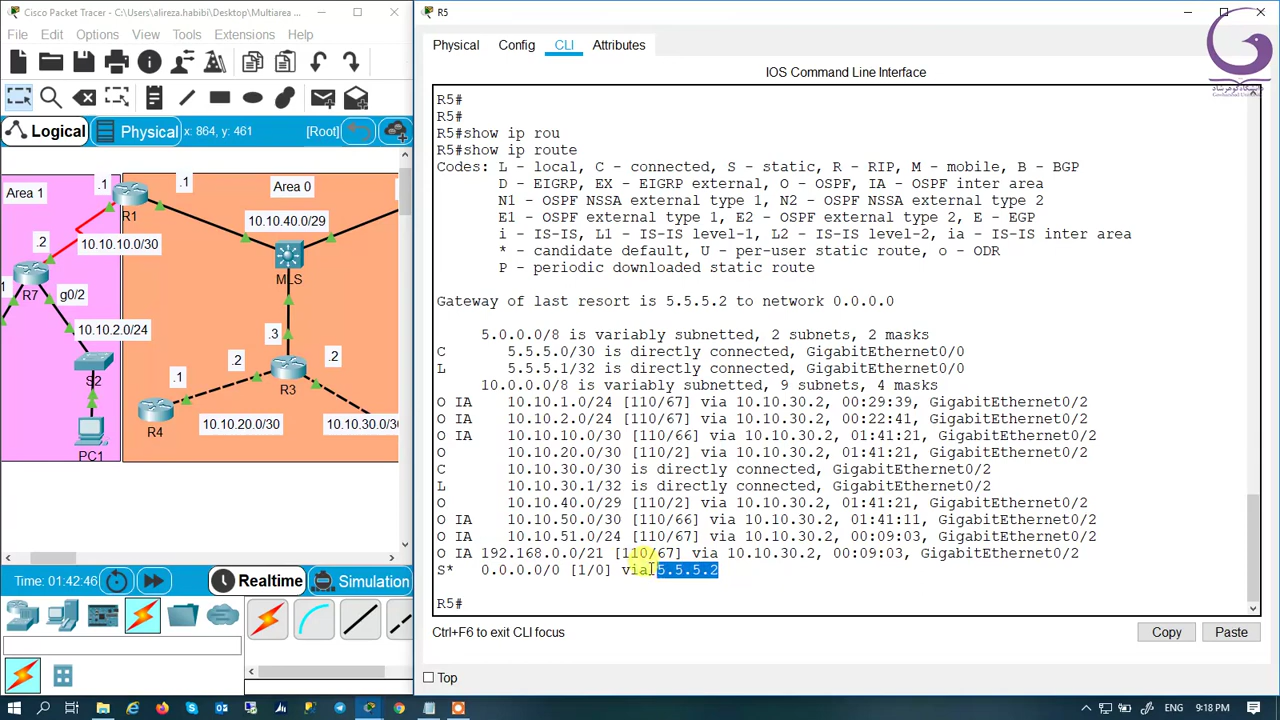 Cisco Packet Tracer - C:\Users\alireza.habibi\Desktop\Multiarea
File Edit Options View Tools Extensions Help
Logical Physical x: 864, y: 461 [Root]
Area 1
.1
.1
R1
Area 0
10.10.40.0/29
.2
10.10.10.0/30
R7
g0/2
MLS
10.10.2.0/24
.3
.2
.2
S2
.1
R3
R4
10.10.20.0/30
10.10.30.0/30
PC1
Time: 01:42:46 Realtime Simulation
R5
Physical Config CLI Attributes
IOS Command Line Interface
R5#
R5#
R5#show ip rou
R5#show ip route
Codes: L - local, C - connected, S - static, R - RIP, M - mobile, B - BGP
D - EIGRP, EX - EIGRP external, O - OSPF, IA - OSPF inter area
N1 - OSPF NSSA external type 1, N2 - OSPF NSSA external type 2
E1 - OSPF external type 1, E2 - OSPF external type 2, E - EGP
i - IS-IS, L1 - IS-IS level-1, L2 - IS-IS level-2, ia - IS-IS inter area
* - candidate default, U - per-user static route, o - ODR
P - periodic downloaded static route
Gateway of last resort is 5.5.5.2 to network 0.0.0.0
5.0.0.0/8 is variably subnetted, 2 subnets, 2 masks
C 5.5.5.0/30 is directly connected, GigabitEthernet0/0
L 5.5.5.1/32 is directly connected, GigabitEthernet0/0
10.0.0.0/8 is variably subnetted, 9 subnets, 4 masks
O IA 10.10.1.0/24 [110/67] via 10.10.30.2, 00:29:39, GigabitEthernet0/2
O IA 10.10.2.0/24 [110/67] via 10.10.30.2, 00:22:41, GigabitEthernet0/2
O IA 10.10.10.0/30 [110/66] via 10.10.30.2, 01:41:21, GigabitEthernet0/2
O 10.10.20.0/30 [110/2] via 10.10.30.2, 01:41:21, GigabitEthernet0/2
C 10.10.30.0/30 is directly connected, GigabitEthernet0/2
L 10.10.30.1/32 is directly connected, GigabitEthernet0/2
O 10.10.40.0/29 [110/2] via 10.10.30.2, 01:41:21, GigabitEthernet0/2
O IA 10.10.50.0/30 [110/66] via 10.10.30.2, 01:41:11, GigabitEthernet0/2
O IA 10.10.51.0/24 [110/67] via 10.10.30.2, 00:09:03, GigabitEthernet0/2
O IA 192.168.0.0/21 [110/67] via 10.10.30.2, 00:09:03, GigabitEthernet0/2
S* 0.0.0.0/0 [1/0] via 5.5.5.2
R5#
Ctrl+F6 to exit CLI focus
Copy Paste
Top
ENG 9:18 PM